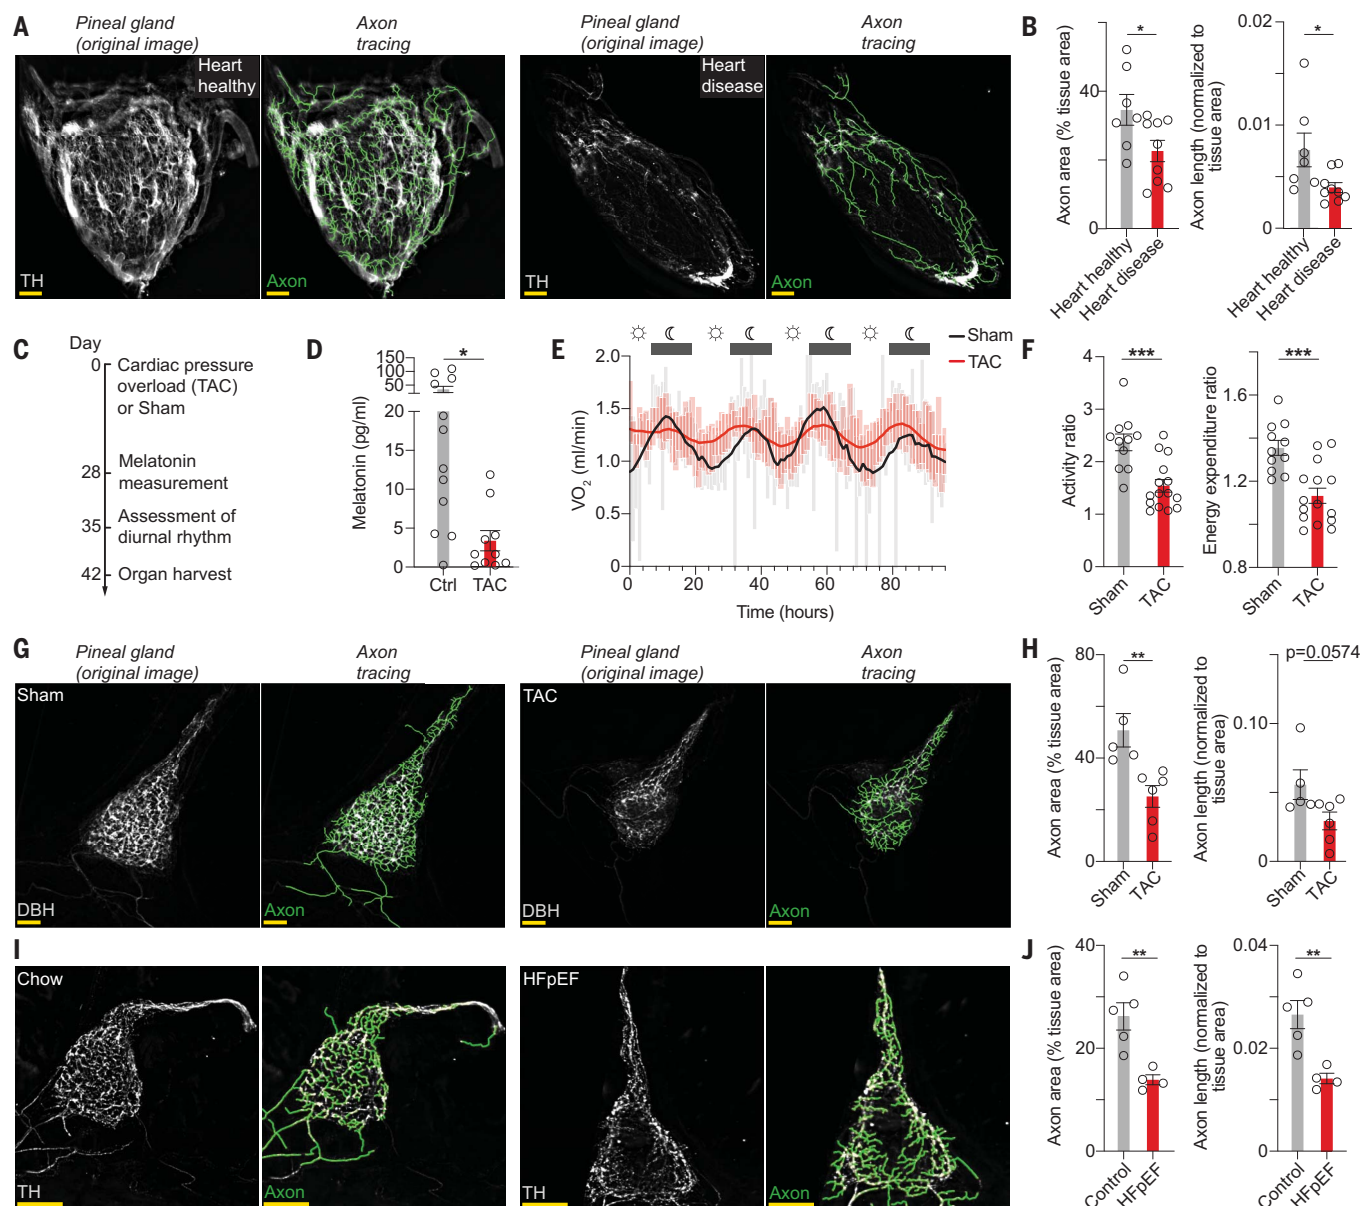 A
Pineal gland
(original image)
Axon
tracing
Pineal gland
(original image)
Axon
tracing
Heart
healthy
TH
Axon
Heart
disease
TH
Axon
B
Axon area (% tissue area)
40
0
*
Heart healthy
Heart disease
Axon length (normalized to
tissue area)
0.02
0.01
0
*
Heart healthy
Heart disease
C
Day
0
Cardiac pressure
overload (TAC)
or Sham
28
Melatonin
measurement
35
Assessment of
diurnal rhythm
42
Organ harvest
D
Melatonin (pg/ml)
150
100
50
20
15
10
5
0
*
Ctrl
TAC
E
Sham
TAC
VO2 (ml/min)
2.0
1.5
1.0
0.5
0
0
20
40
60
80
Time (hours)
F
Activity ratio
4
3
2
1
0
***
Sham
TAC
Energy expenditure ratio
1.6
1.2
0.8
***
Sham
TAC
G
Pineal gland
(original image)
Axon
tracing
Pineal gland
(original image)
Axon
tracing
Sham
DBH
Axon
TAC
DBH
Axon
H
Axon area (% tissue area)
80
40
0
**
Sham
TAC
Axon length (normalized to
tissue area)
p=0.0574
0.10
0
Sham
TAC
I
Chow
TH
Axon
HFpEF
TH
Axon
J
Axon area (% tissue area)
40
20
0
**
Control
HFpEF
Axon length (normalized to
tissue area)
0.04
0.02
0
**
Control
HFpEF